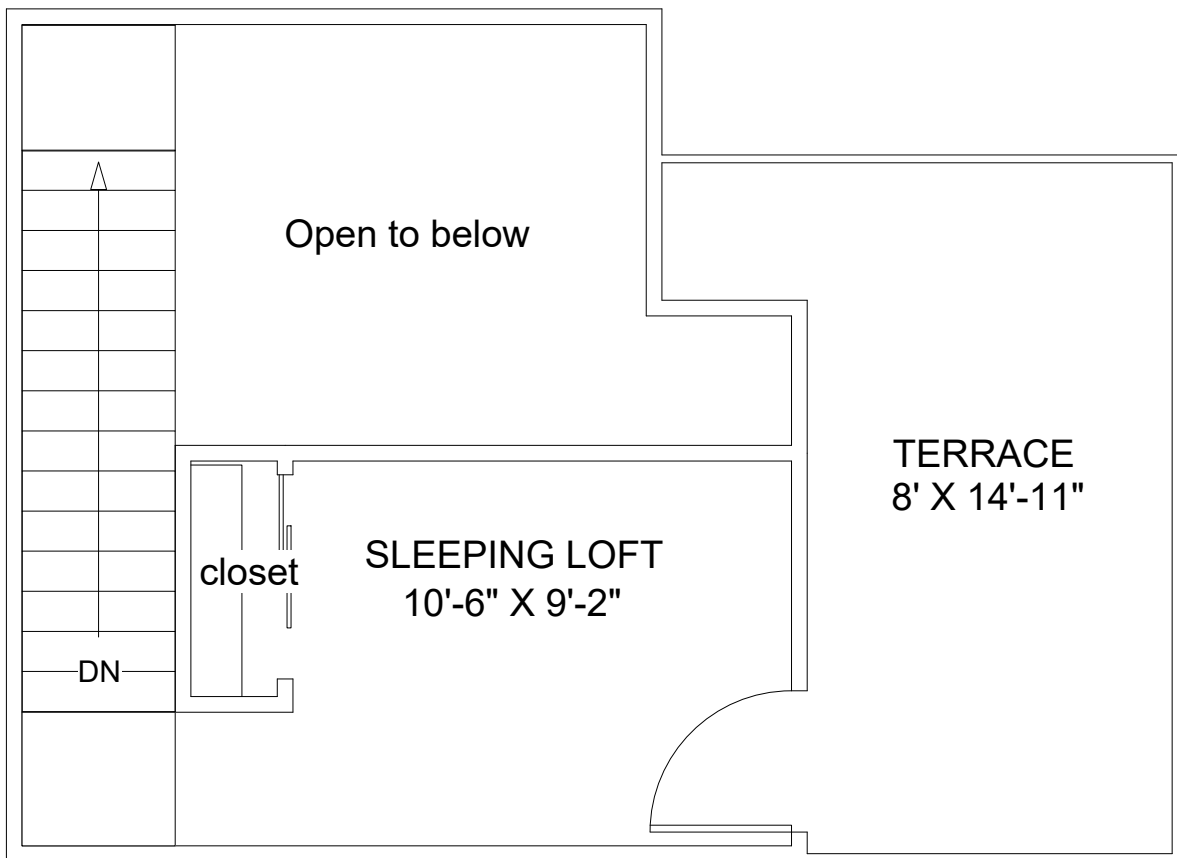 Open to below
TERRACE
8' X 14'-11"
SLEEPING LOFT
10'-6" X 9'-2"
closet
DN